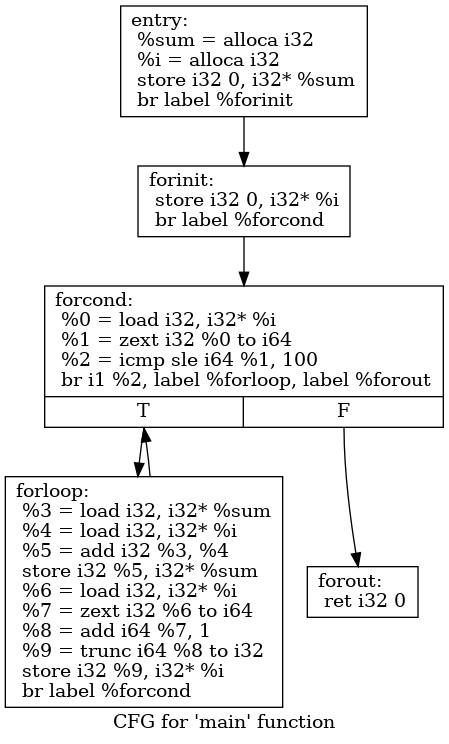 entry:
%sum = alloca i32
%i = alloca i32
store i32 0, i32* %sum
br label %forinit
forinit:
store i32 0, i32* %i
br label %forcond
forcond:
%0 = load i32, i32* %i
%1 = zext i32 %0 to i64
%2 = icmp sle i64 %1, 100
br i1 %2, label %forloop, label %forout
T
F
forloop:
%3 = load i32, i32* %sum
%4 = load i32, i32* %i
%5 = add i32 %3, %4
store i32 %5, i32* %sum
%6 = load i32, i32* %i
%7 = zext i32 %6 to i64
%8 = add i64 %7, 1
%9 = trunc i64 %8 to i32
store i32 %9, i32* %i
br label %forcond
forout:
ret i32 0
CFG for 'main' function